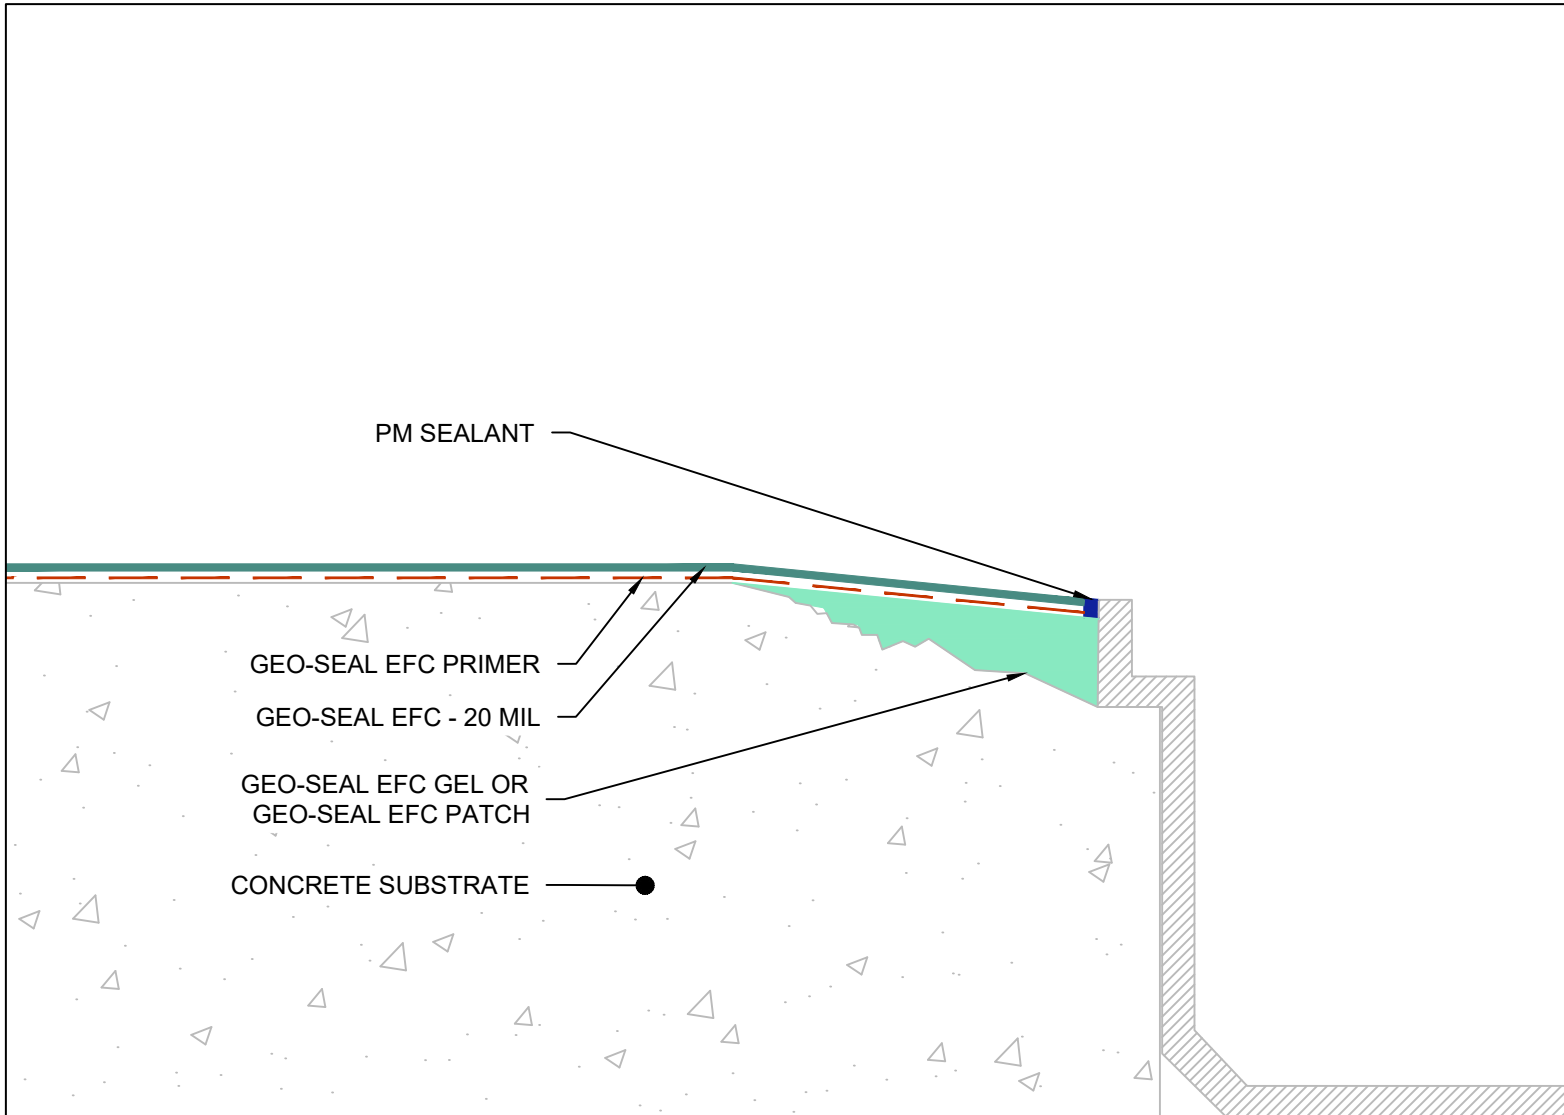 PM SEALANT
GEO-SEAL EFC PRIMER
GEO-SEAL EFC - 20 MIL
GEO-SEAL EFC GEL OR
GEO-SEAL EFC PATCH
CONCRETE SUBSTRATE